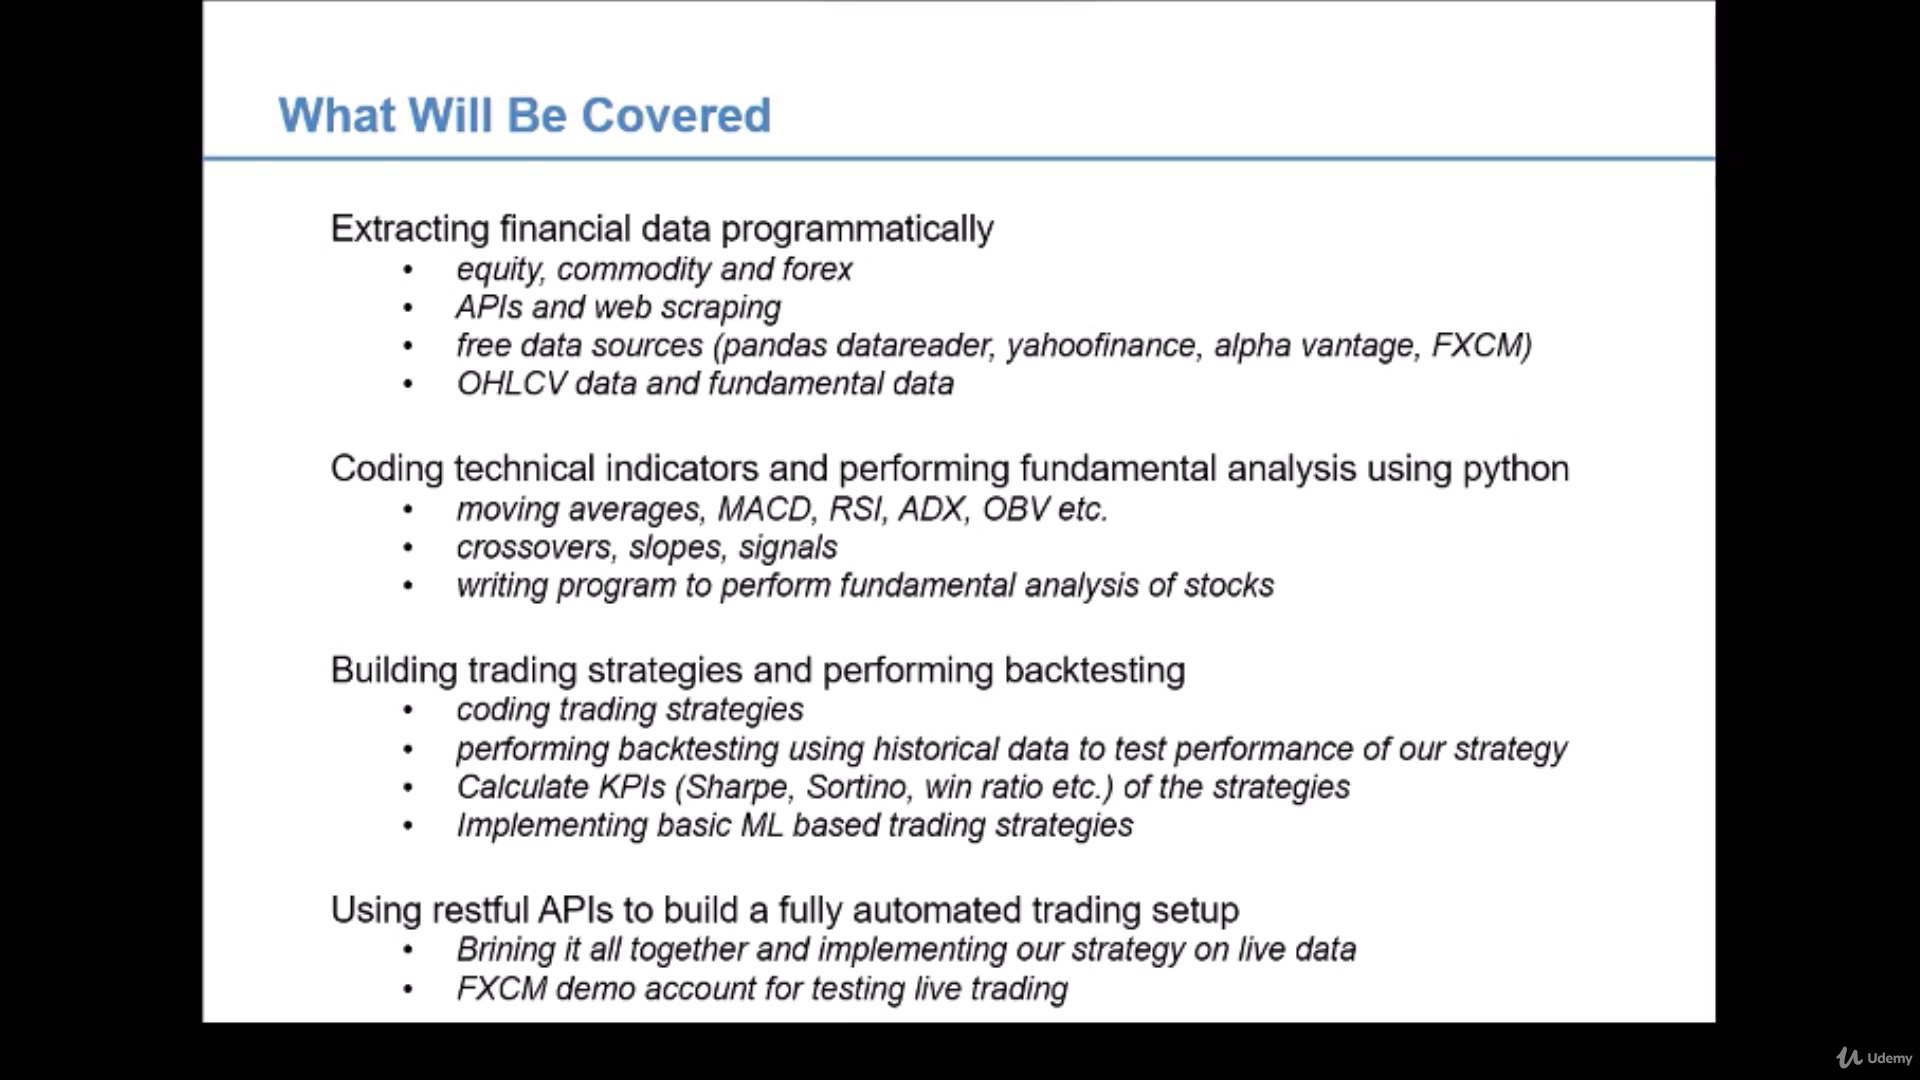 What Will Be Covered
Extracting financial data programmatically
• equity, commodity and forex
• APIs and web scraping
• free data sources (pandas datareader, yahoofinance, alpha vantage, FXCM)
• OHLCV data and fundamental data
Coding technical indicators and performing fundamental analysis using python
• moving averages, MACD, RSI, ADX, OBV etc.
• crossovers, slopes, signals
• writing program to perform fundamental analysis of stocks
Building trading strategies and performing backtesting
• coding trading strategies
• performing backtesting using historical data to test performance of our strategy
• Calculate KPIs (Sharpe, Sortino, win ratio etc.) of the strategies
• Implementing basic ML based trading strategies
Using restful APIs to build a fully automated trading setup
• Brining it all together and implementing our strategy on live data
• FXCM demo account for testing live trading
Udemy